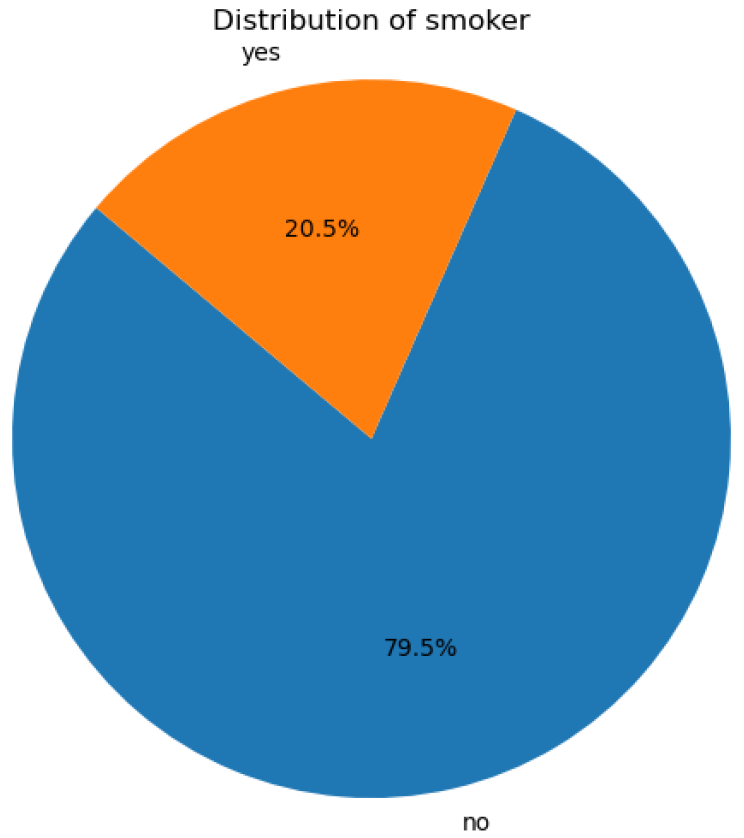 Distribution of smoker
yes
20.5%
79.5%
no